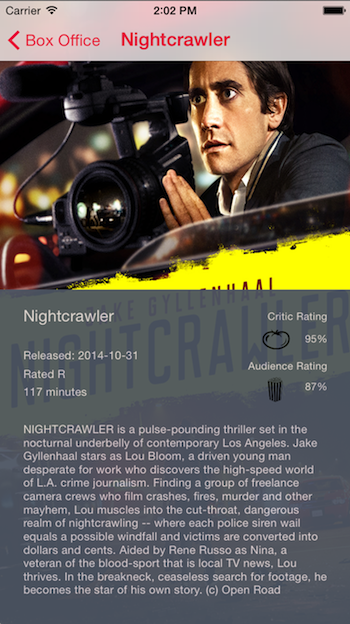 Carrier 2:02 PM
Box Office Nightcrawler
JAKE GYLLENHAAL
NIGHTCRAWLER
Nightcrawler
Critic Rating
95%
Released: 2014-10-31
Audience Rating
Rated R
87%
117 minutes
NIGHTCRAWLER is a pulse-pounding thriller set in the
nocturnal underbelly of contemporary Los Angeles. Jake
Gyllenhaal stars as Lou Bloom, a driven young man
desperate for work who discovers the high-speed world
of L.A. crime journalism. Finding a group of freelance
camera crews who film crashes, fires, murder and other
mayhem, Lou muscles into the cut-throat, dangerous
realm of nightcrawling -- where each police siren wail
equals a possible windfall and victims are converted into
dollars and cents. Aided by Rene Russo as Nina, a
veteran of the blood-sport that is local TV news, Lou
thrives. In the breakneck, ceaseless search for footage, he
becomes the star of his own story. (c) Open Road